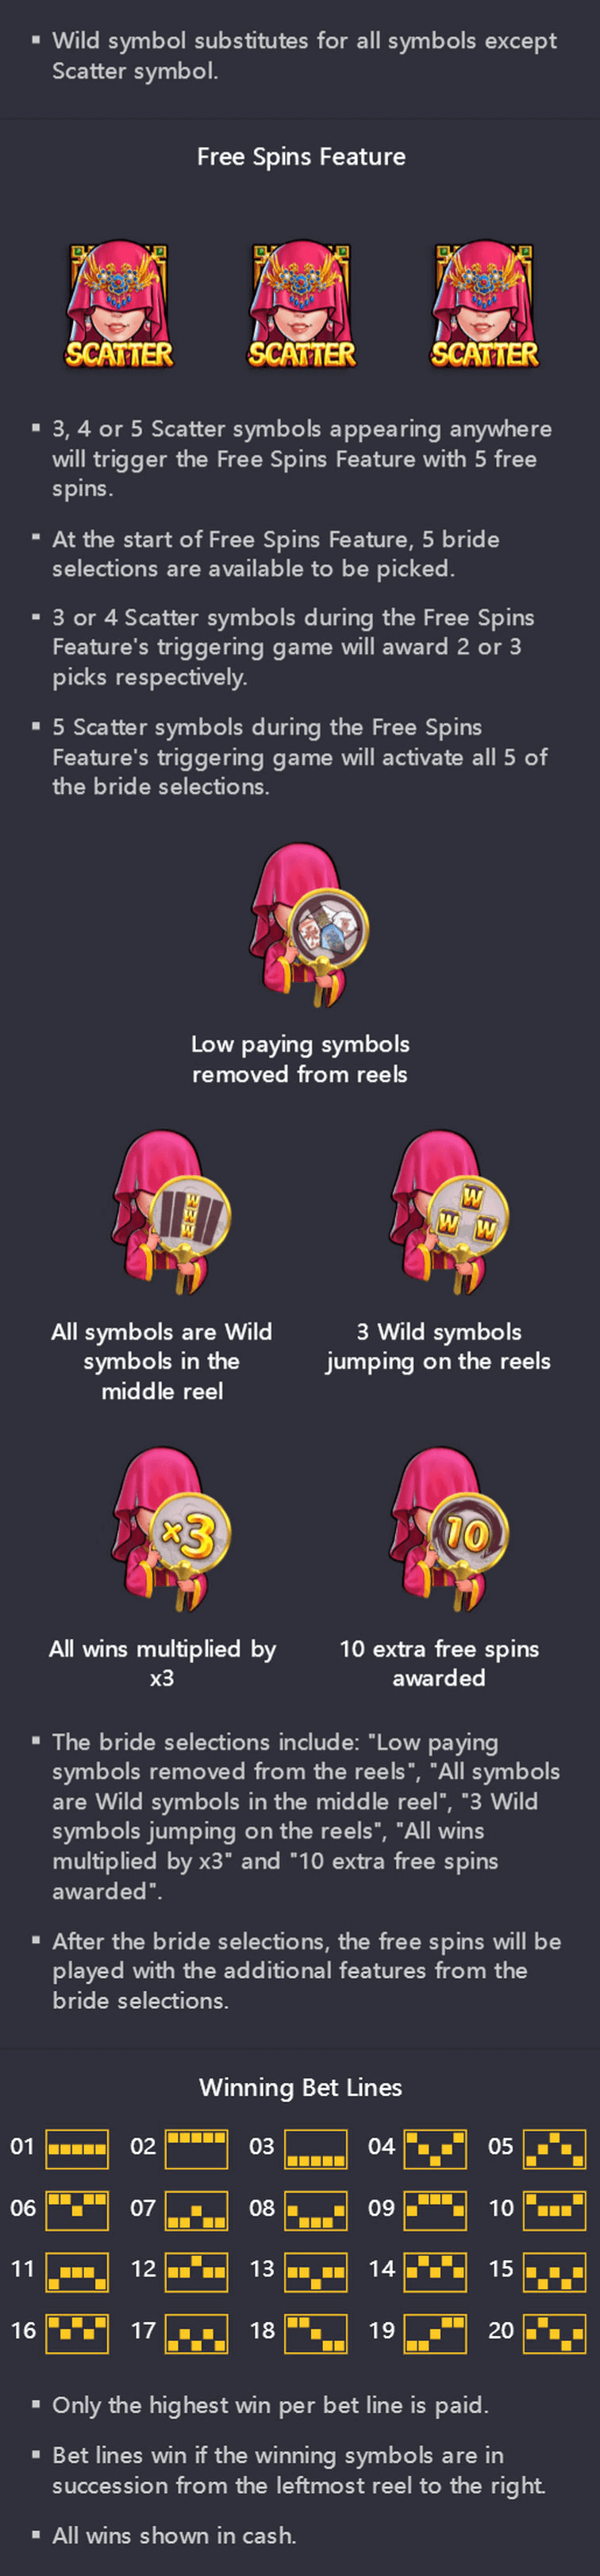 ▪ Wild symbol substitutes for all symbols except
Scatter symbol.
Free Spins Feature
SCATTER SCATTER SCATTER
▪ 3, 4 or 5 Scatter symbols appearing anywhere
will trigger the Free Spins Feature with 5 free
spins.
▪ At the start of Free Spins Feature, 5 bride
selections are available to be picked.
▪ 3 or 4 Scatter symbols during the Free Spins
Feature's triggering game will award 2 or 3
picks respectively.
▪ 5 Scatter symbols during the Free Spins
Feature's triggering game will activate all 5 of
the bride selections.
Low paying symbols
removed from reels
W
W
W
W
W W
All symbols are Wild
symbols in the
middle reel
3 Wild symbols
jumping on the reels
x3
10
All wins multiplied by
x3
10 extra free spins
awarded
▪ The bride selections include: "Low paying
symbols removed from the reels", "All symbols
are Wild symbols in the middle reel", "3 Wild
symbols jumping on the reels", "All wins
multiplied by x3" and "10 extra free spins
awarded".
▪ After the bride selections, the free spins will be
played with the additional features from the
bride selections.
Winning Bet Lines
01 02 03 04 05
06 07 08 09 10
11 12 13 14 15
16 17 18 19 20
▪ Only the highest win per bet line is paid.
▪ Bet lines win if the winning symbols are in
succession from the leftmost reel to the right.
▪ All wins shown in cash.